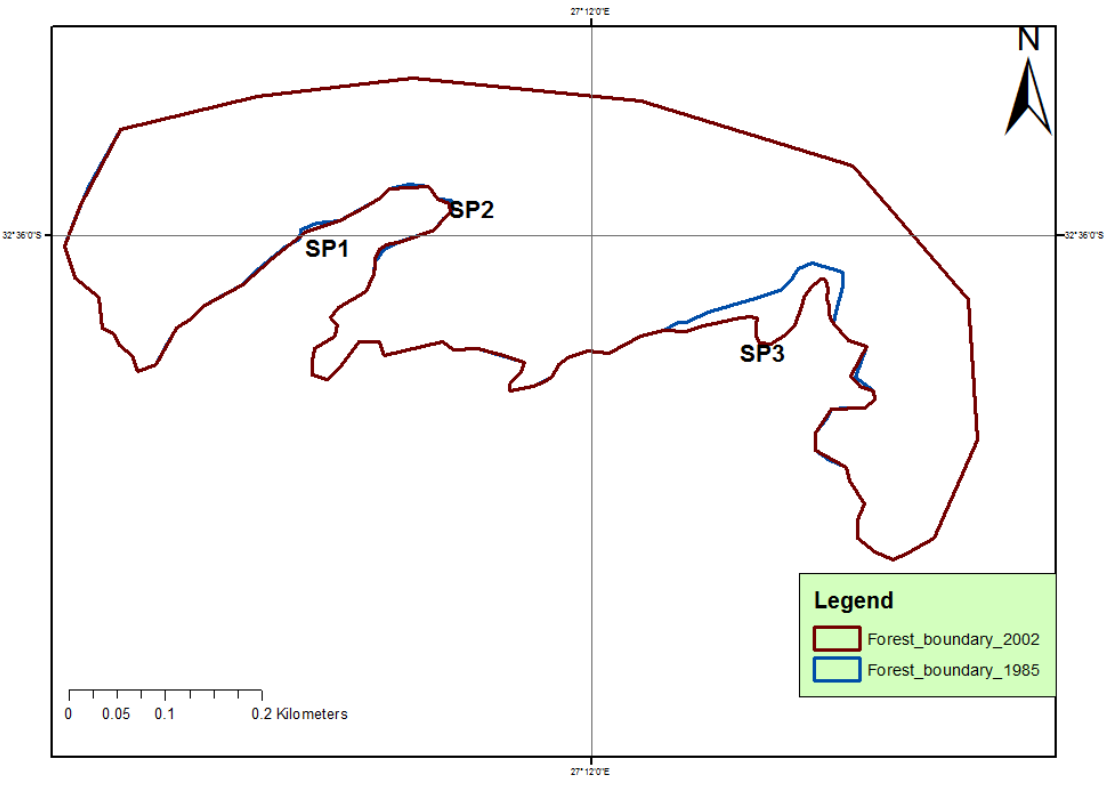 27°12'0"E
N
SP2
32°36'0"S
32°36'0"S
SP1
SP3
Legend
Forest_boundary_2002
Forest_boundary_1985
0 0.05 0.1 0.2 Kilometers
27°12'0"E